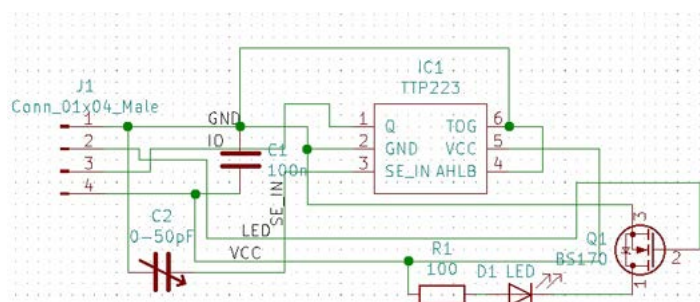 J1
Conn_01x04_Male
1
2
3
4
GND
IO
C1
100n
SE_IN
C2
0-50pF
LED
VCC
IC1
TTP223
1 Q TOG 6
2 GND VCC 5
3 SE_IN AHLB 4
R1
100
D1 LED
Q1
BS170
3
2
1